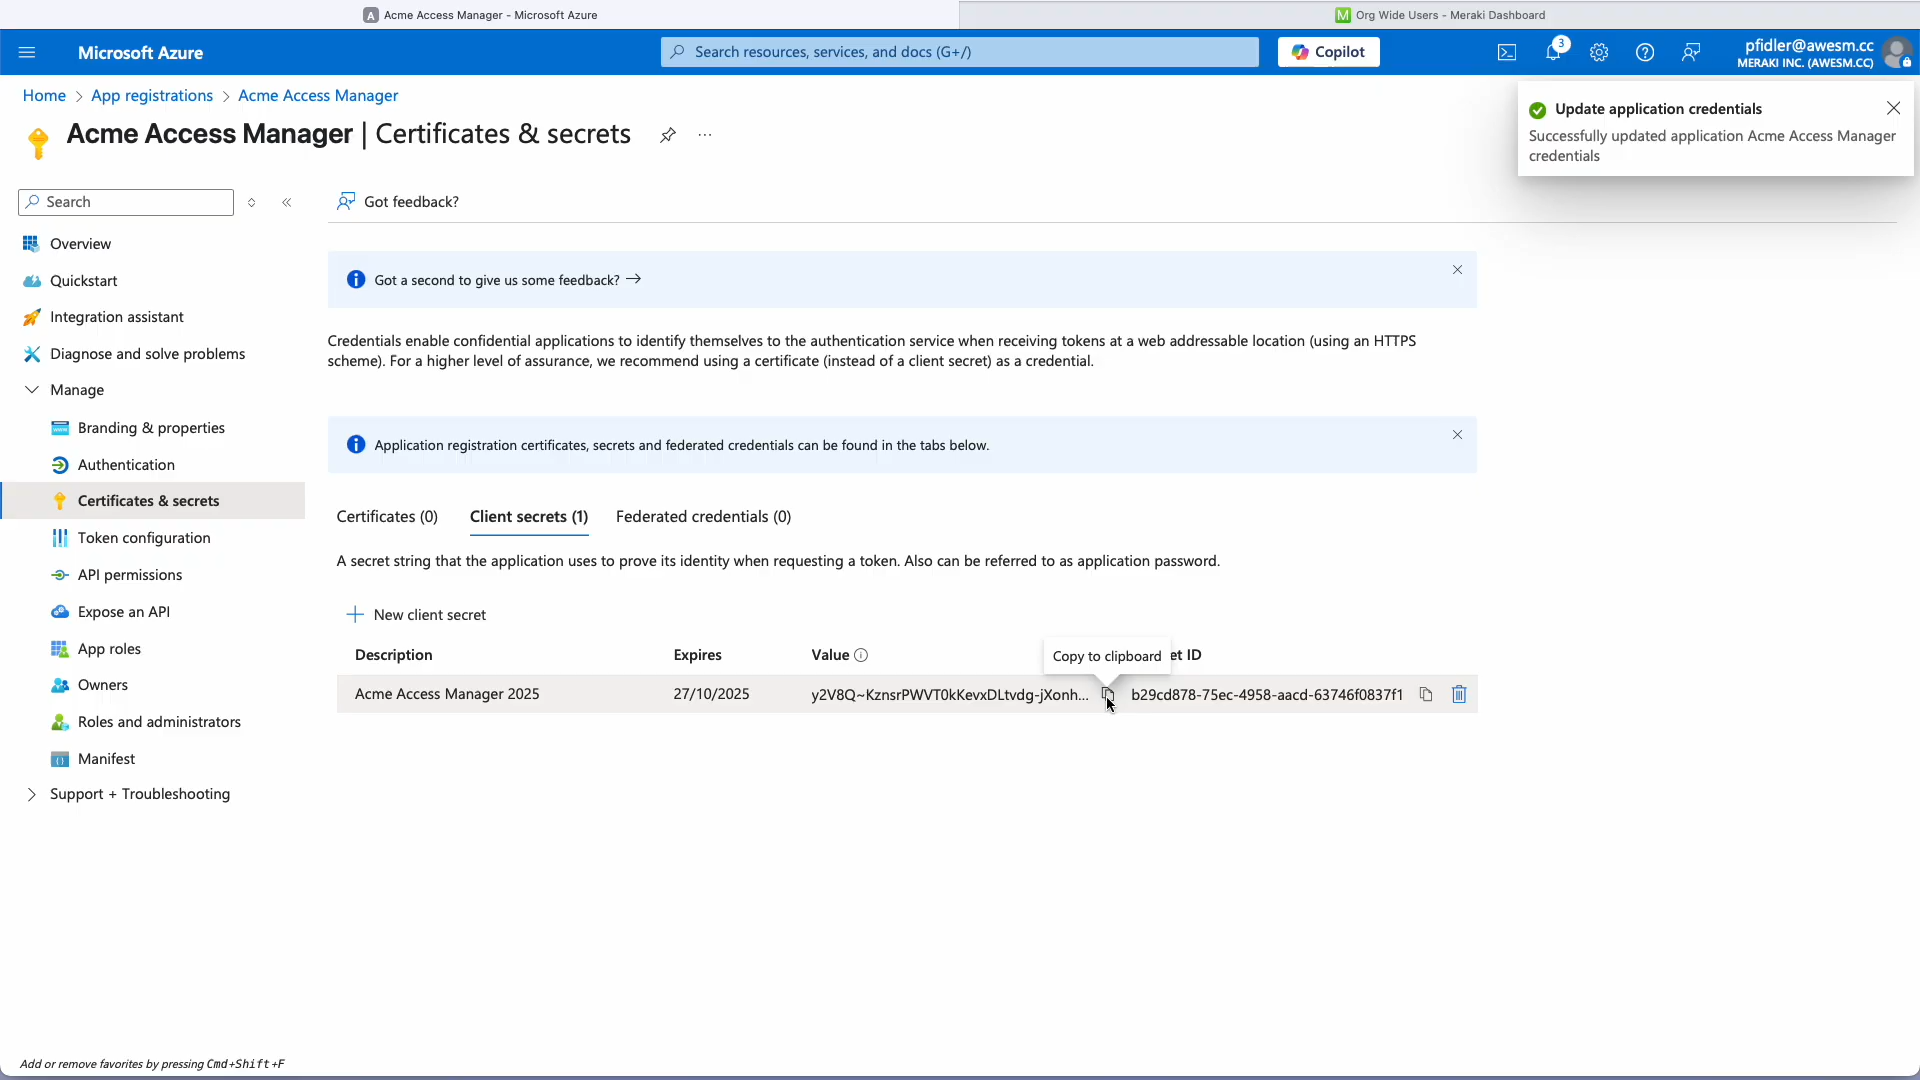 Acme Access Manager - Microsoft Azure
Org Wide Users - Meraki Dashboard
Microsoft Azure
Search resources, services, and docs (G+/)
Copilot
3
pfidler@awesm.cc
MERAKI INC. (AWESM.CC)
Home > App registrations > Acme Access Manager
Acme Access Manager | Certificates & secrets
Update application credentials
Successfully updated application Acme Access Manager
credentials
Search
Got feedback?
Overview
Quickstart
Integration assistant
Diagnose and solve problems
Manage
Branding & properties
Authentication
Certificates & secrets
Token configuration
API permissions
Expose an API
App roles
Owners
Roles and administrators
Manifest
Support + Troubleshooting
Got a second to give us some feedback? →
Credentials enable confidential applications to identify themselves to the authentication service when receiving tokens at a web addressable location (using an HTTPS
scheme). For a higher level of assurance, we recommend using a certificate (instead of a client secret) as a credential.
Application registration certificates, secrets and federated credentials can be found in the tabs below.
Certificates (0) Client secrets (1) Federated credentials (0)
A secret string that the application uses to prove its identity when requesting a token. Also can be referred to as application password.
New client secret
Copy to clipboard
Description Expires Value et ID
Acme Access Manager 2025 27/10/2025 y2V8Q~KznsrPWVT0kKevxDLtvdg-jXonh... b29cd878-75ec-4958-aacd-63746f0837f1
Add or remove favorites by pressing Cmd+Shift+F